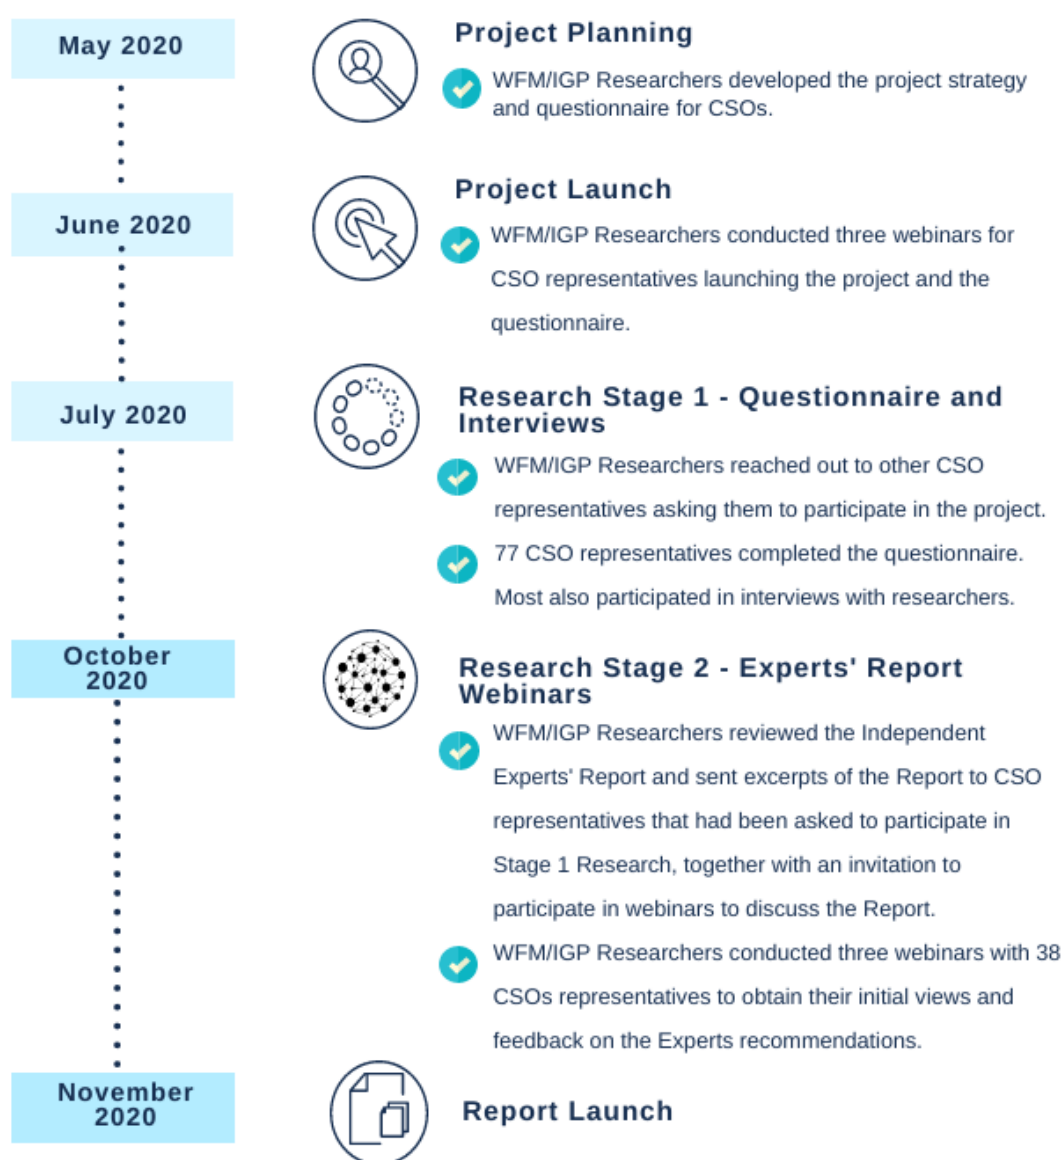 May 2020
Project Planning
WFM/IGP Researchers developed the project strategy
and questionnaire for CSOs.
June 2020
Project Launch
WFM/IGP Researchers conducted three webinars for
CSO representatives launching the project and the
questionnaire.
July 2020
Research Stage 1 - Questionnaire and
Interviews
WFM/IGP Researchers reached out to other CSO
representatives asking them to participate in the project.
77 CSO representatives completed the questionnaire.
Most also participated in interviews with researchers.
October
2020
Research Stage 2 - Experts' Report
Webinars
WFM/IGP Researchers reviewed the Independent
Experts' Report and sent excerpts of the Report to CSO
representatives that had been asked to participate in
Stage 1 Research, together with an invitation to
participate in webinars to discuss the Report.
WFM/IGP Researchers conducted three webinars with 38
CSOs representatives to obtain their initial views and
feedback on the Experts recommendations.
November
2020
Report Launch